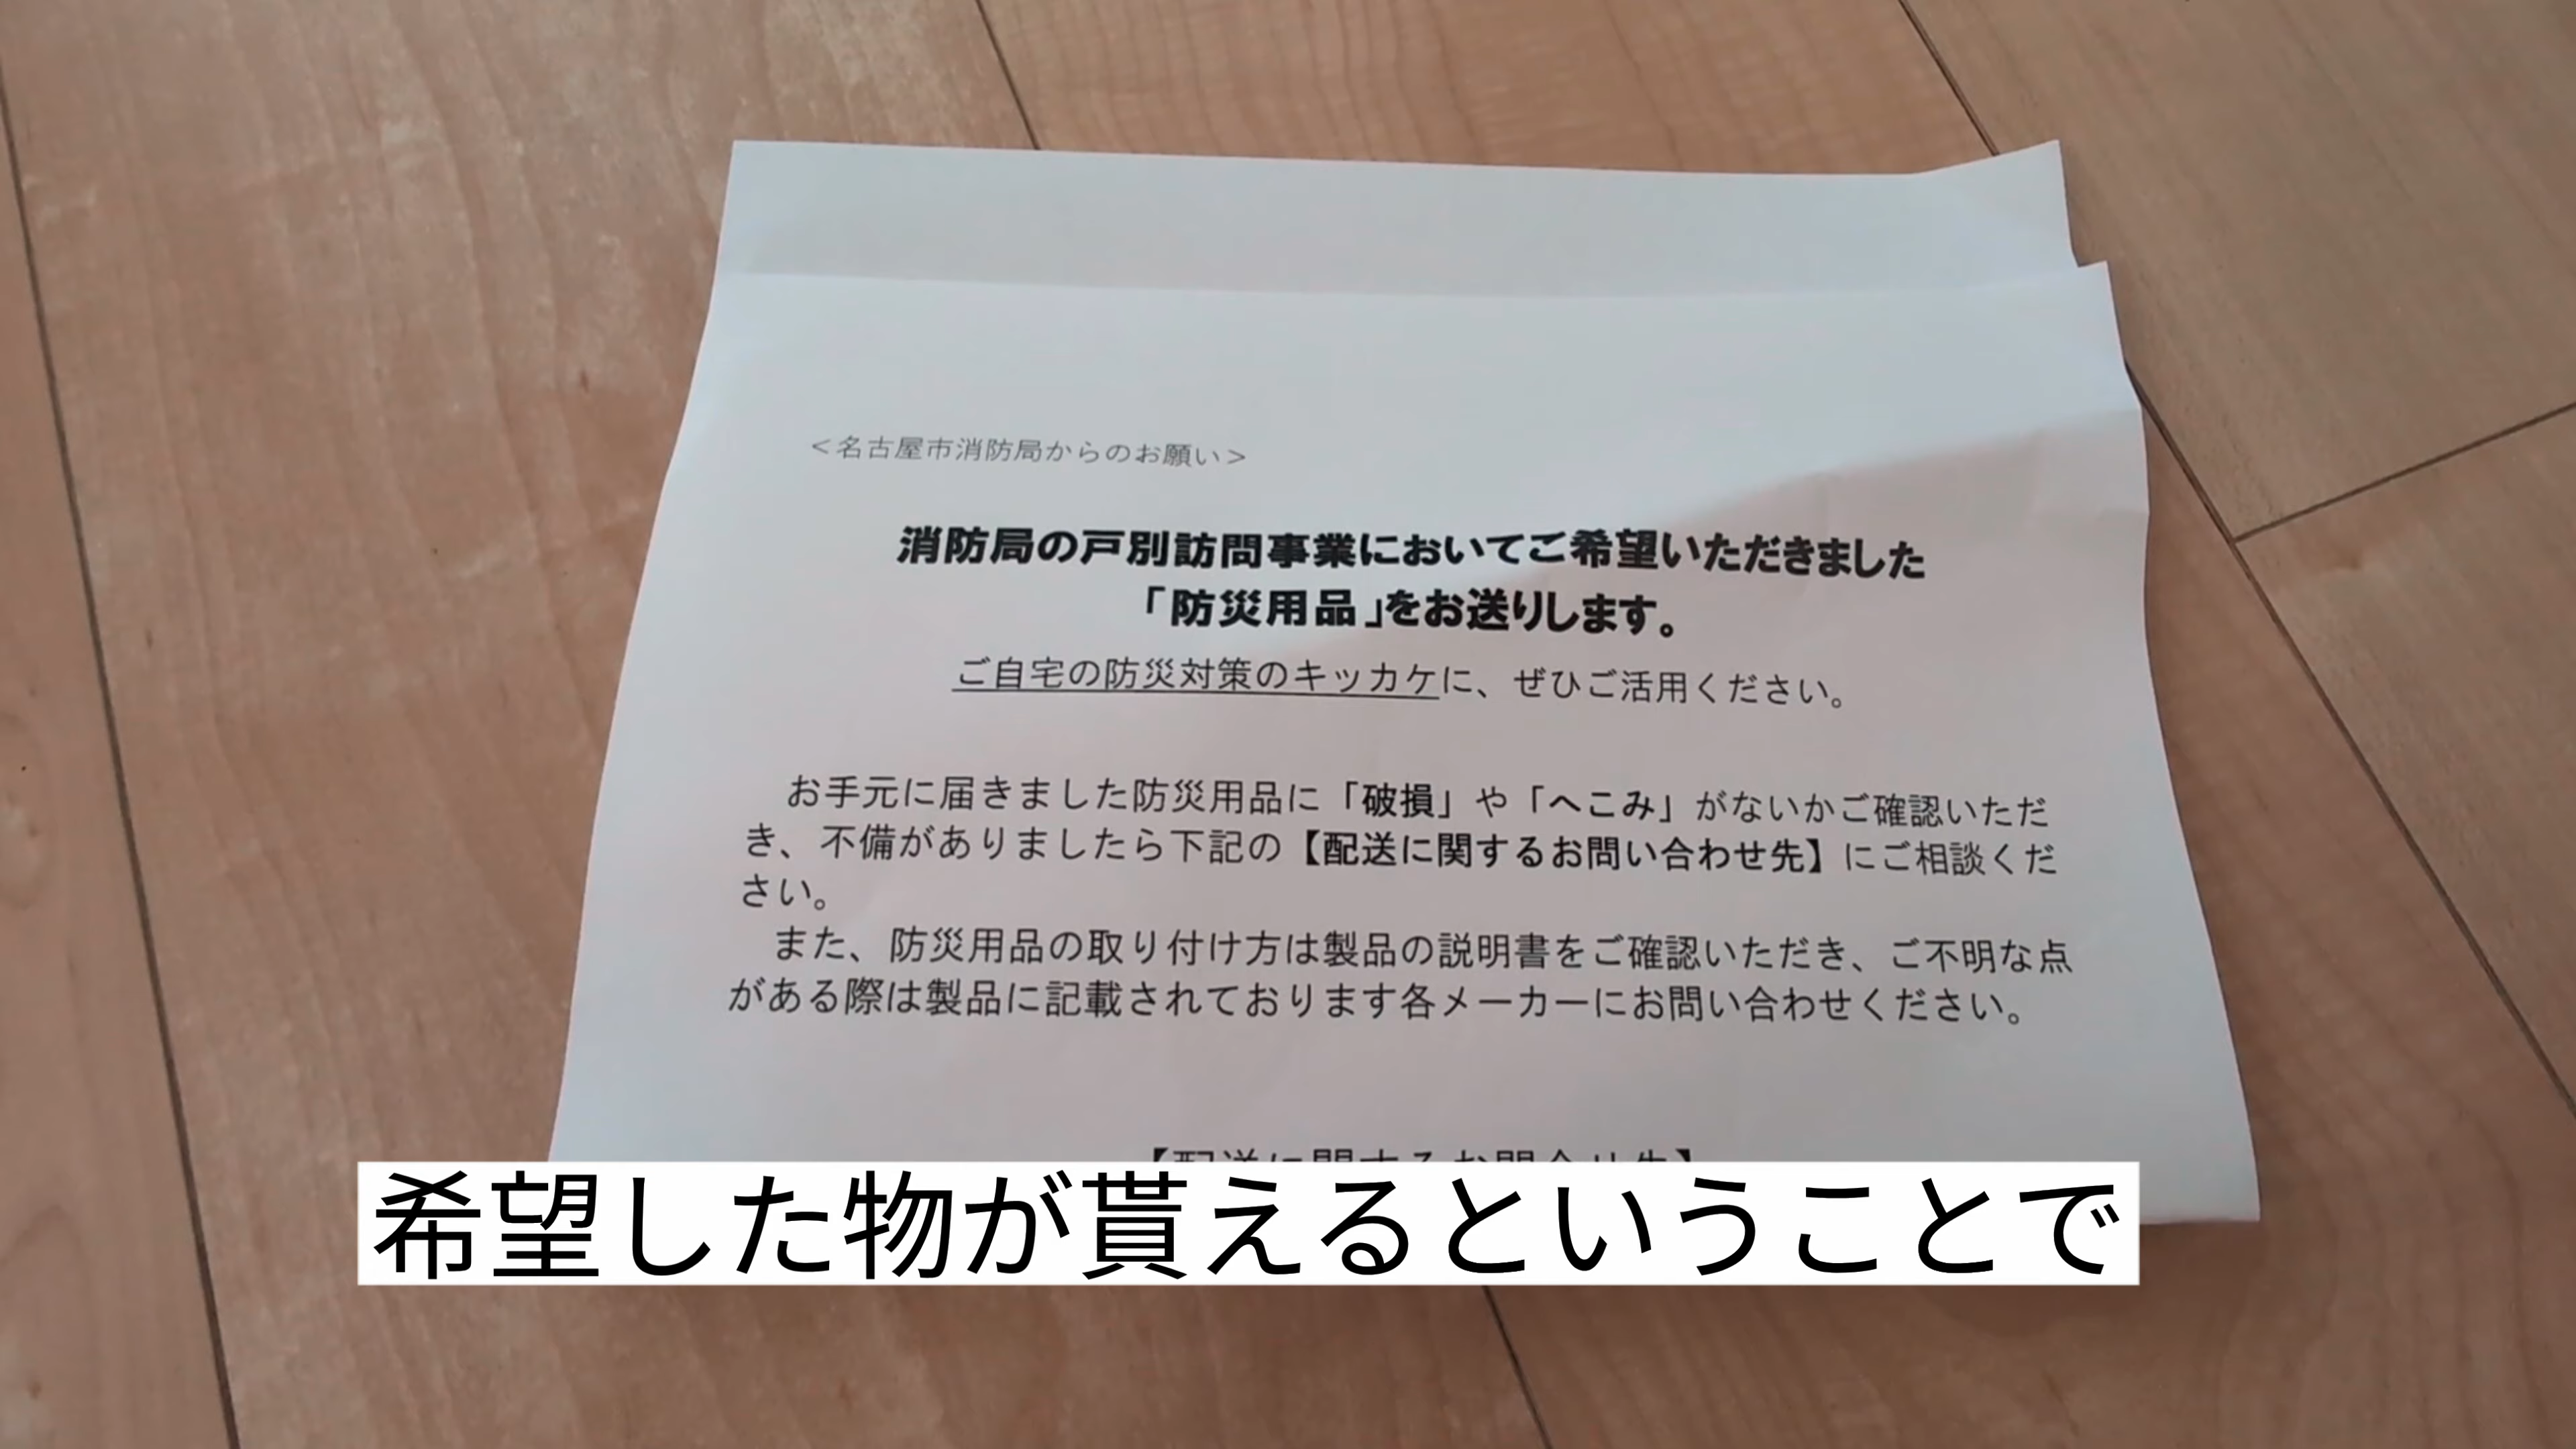 ＜名古屋市消防局からのお願い＞
消防局の戸別訪問事業においてご希望いただきました
「防災用品」をお送りします。
ご自宅の防災対策のキッカケに、ぜひご活用ください。
お手元に届きました防災用品に「破損」や「へこみ」がないかご確認いただ
き、不備がありましたら下記の【配送に関するお問い合わせ先】にご相談くだ
さい。
また、防災用品の取り付け方は製品の説明書をご確認いただき、ご不明な点
がある際は製品に記載されております各メーカーにお問い合わせください。
【配送に関するお問合せ先】
希望した物が貰えるということで